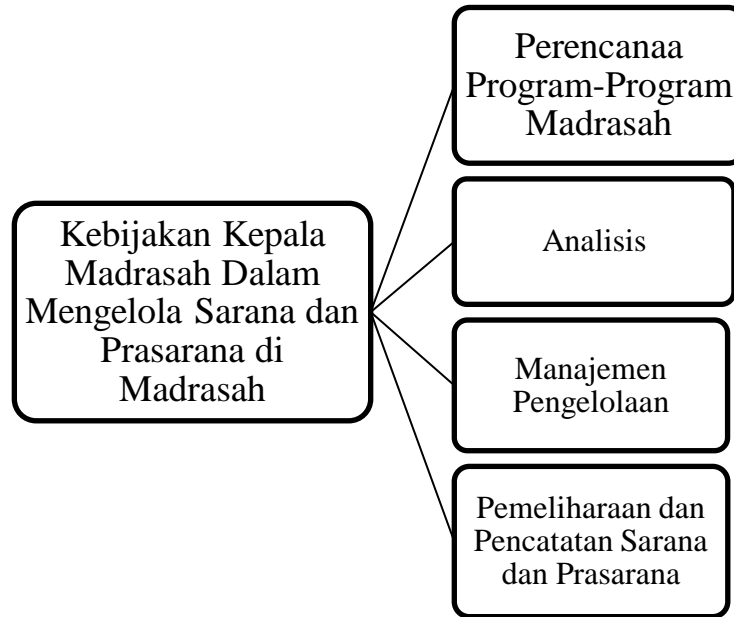 Kebijakan Kepala
Madrasah Dalam
Mengelola Sarana dan
Prasarana di
Madrasah
Perencanaa
Program-Program
Madrasah
Analisis
Manajemen
Pengelolaan
Pemeliharaan dan
Pencatatan Sarana
dan Prasarana